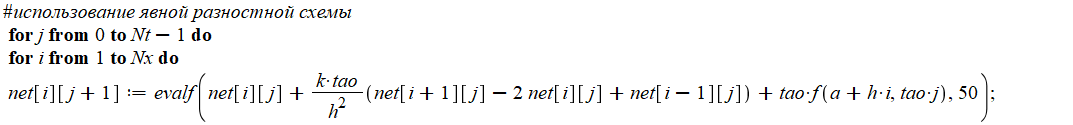 #использование явной разностной схемы
for j from 0 to Nt − 1 do
for i from 1 to Nx do
net[i][j + 1] := evalf(net[i][j] + k·tao/h^2 (net[i + 1][j] − 2 net[i][j] + net[i − 1][j]) + tao·f(a + h·i, tao·j), 50);